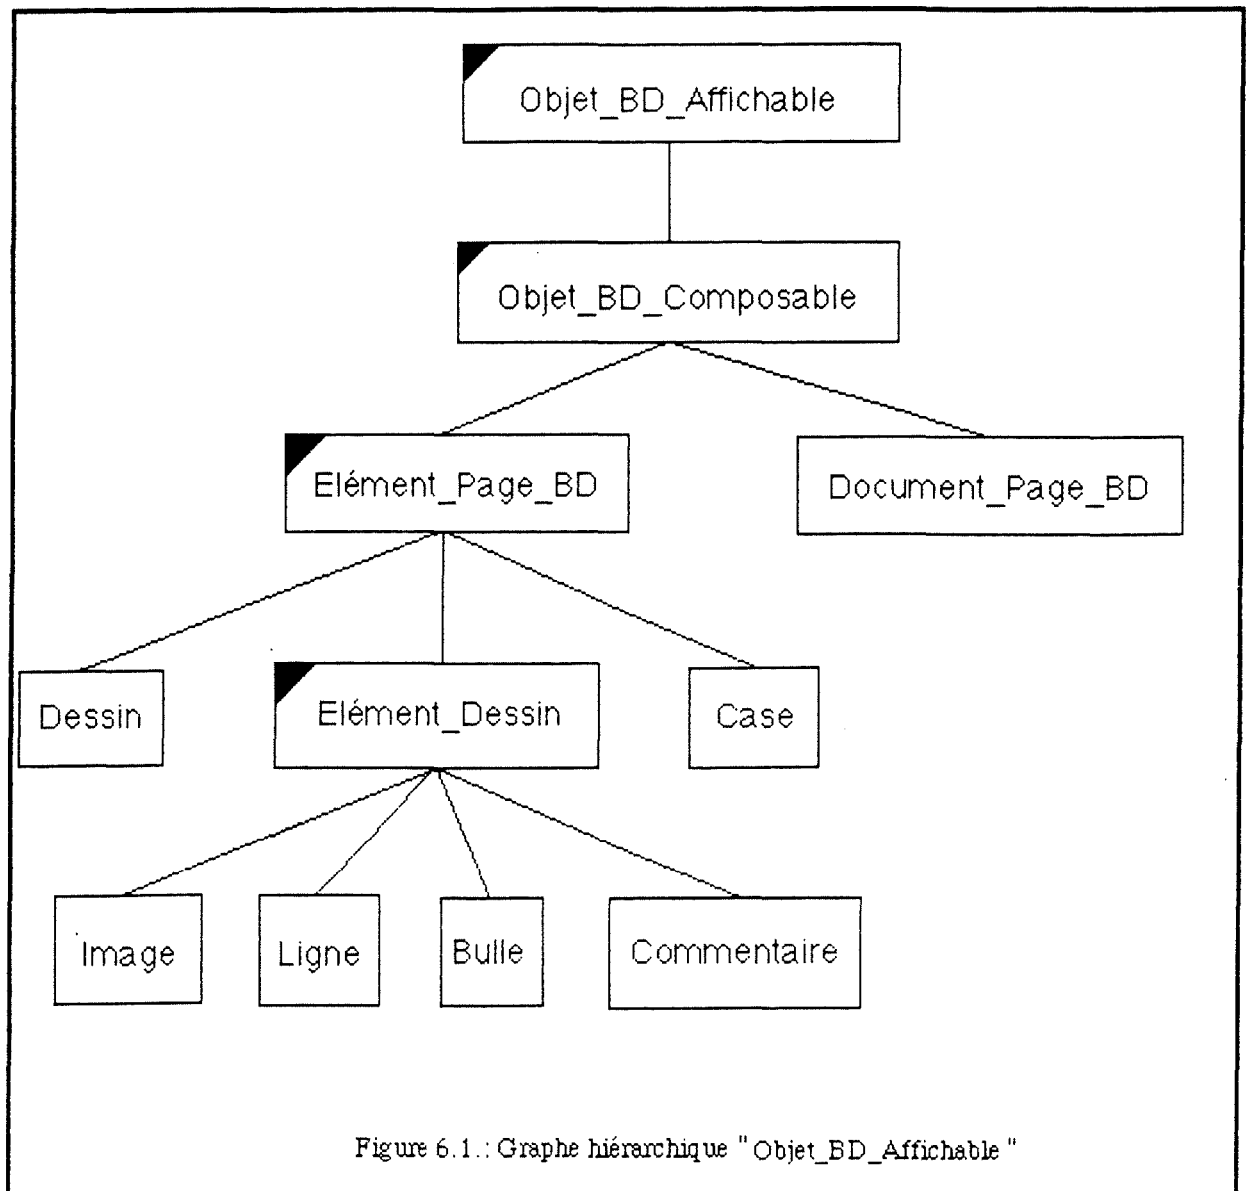 Objet_BD_Affichable
Objet_BD_Composable
Elément_Page_BD
Document_Page_BD
Dessin
Elément_Dessin
Case
Image
Ligne
Bulle
Commentaire
Figure 6.1.: Graphe hiérarchique "Objet_BD_Affichable"